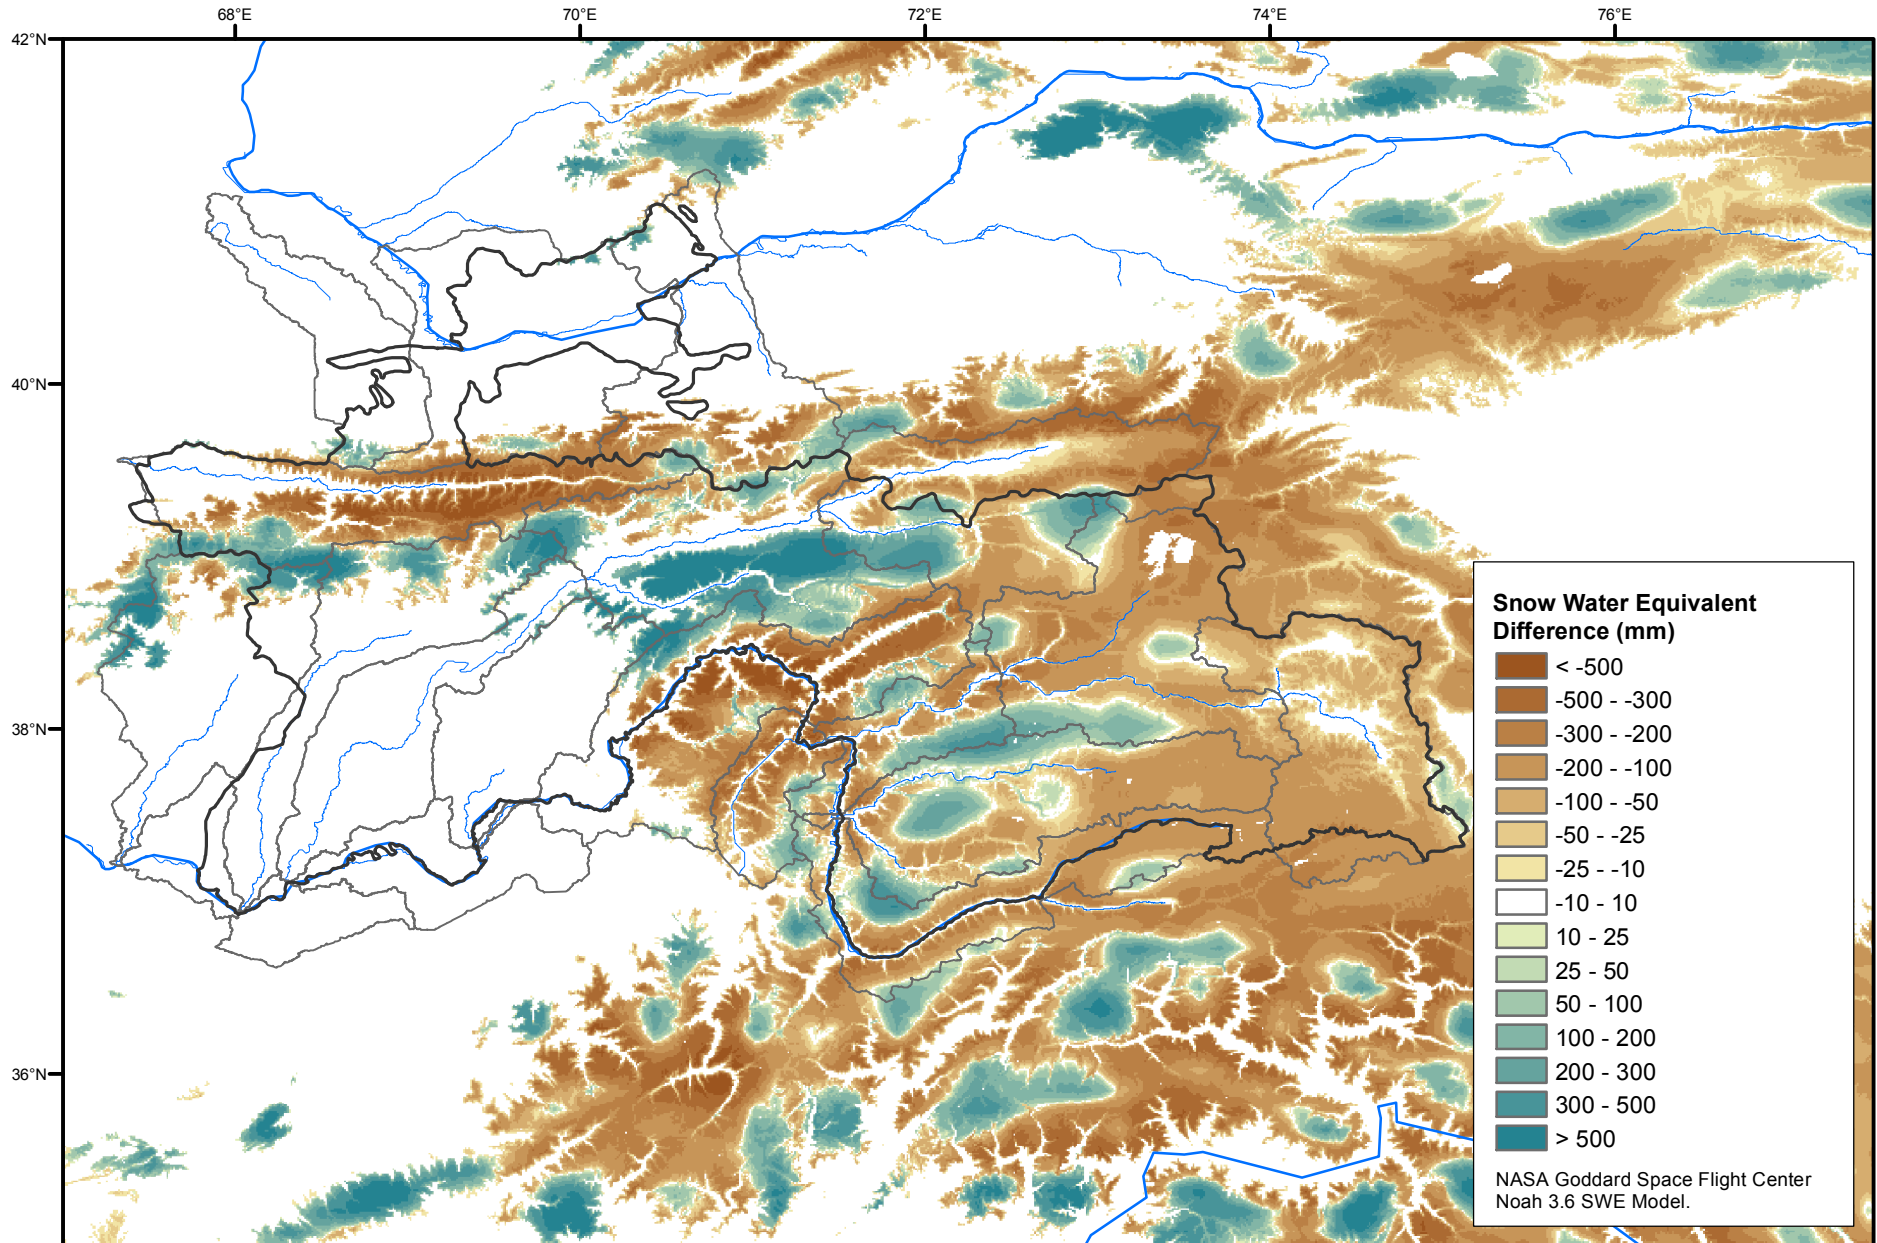 68°E
70°E
72°E
74°E
76°E
42°N
40°N
38°N
36°N
Snow Water Equivalent
Difference (mm)
< -500
-500 - -300
-300 - -200
-200 - -100
-100 - -50
-50 - -25
-25 - -10
-10 - 10
10 - 25
25 - 50
50 - 100
100 - 200
200 - 300
300 - 500
> 500
NASA Goddard Space Flight Center
Noah 3.6 SWE Model.